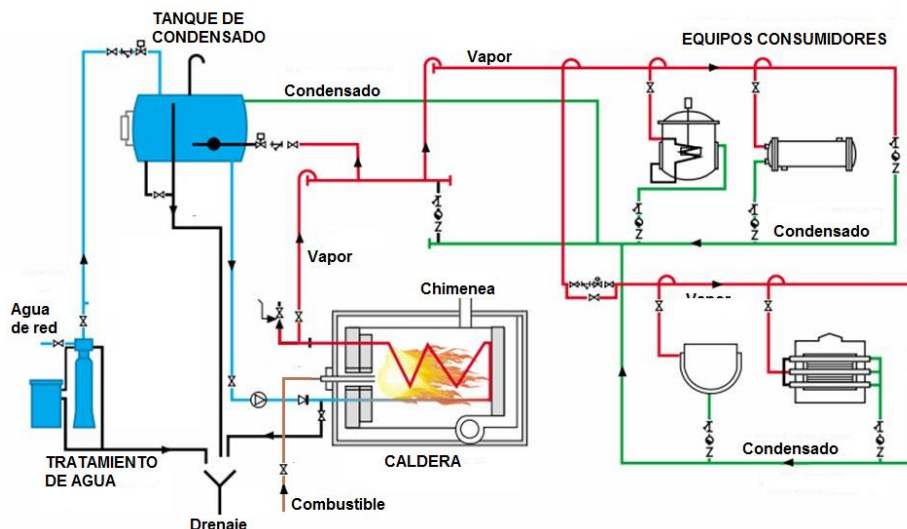 TANQUE DE
CONDENSADO
EQUIPOS CONSUMIDORES
Vapor
Condensado
Condensado
Vapor
Chimenea
Agua
de red
Vapor
TRATAMIENTO
DE AGUA
CALDERA
Condensado
Combustible
Drenaje